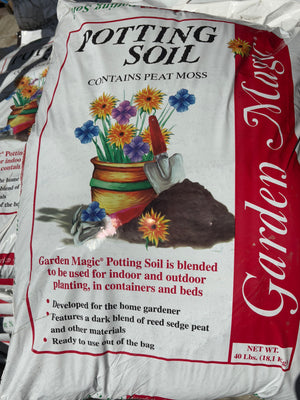 POTTING
SOIL
CONTAINS PEAT MOSS
Garden Magic®
Garden Magic® Potting Soil is blended
to be used for indoor and outdoor
planting, in containers and beds
• Developed for the home gardener
• Features a dark blend of reed sedge peat
and other materials
• Ready to use out of the bag
NET WT.
40 Lbs. (18.1 K